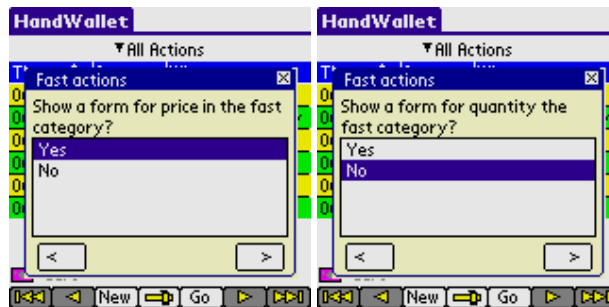 HandWallet
▼All Actions
Fast actions
Show a form for price in the fast
category?
Yes
No
<
>
New
Go
HandWallet
▼All Actions
Fast actions
Show a form for quantity the
fast category?
Yes
No
<
>
New
Go